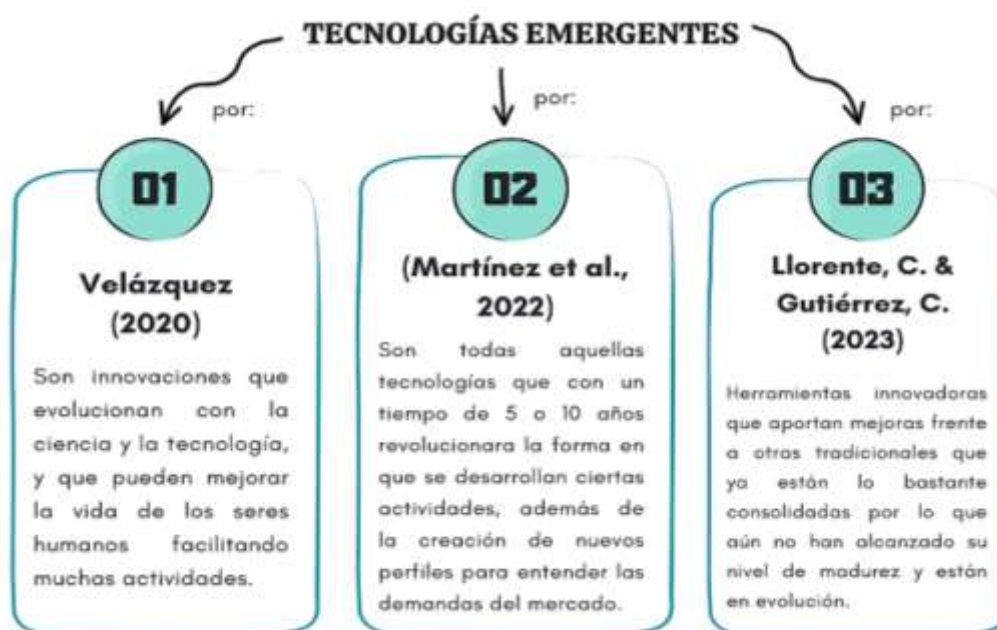 TECNOLOGÍAS EMERGENTES
por:
por:
por:
01
Velázquez
(2020)
Son innovaciones que
evolucionan con la
ciencia y la tecnología,
y que pueden mejorar
la vida de los seres
humanos facilitando
muchas actividades.
02
(Martínez et al.,
2022)
Son todas aquellas
tecnologías que con un
tiempo de 5 o 10 años
revolucionara la forma en
que se desarrollan ciertas
actividades, además de
la creación de nuevos
perfiles para entender las
demandas del mercado.
03
Llorente, C. &
Gutiérrez, C.
(2023)
Herramientas innovadoras
que aportan mejoras frente
a otras tradicionales que
ya están lo bastante
consolidadas por lo que
aún no han alcanzado su
nivel de madurez y están
en evolución.